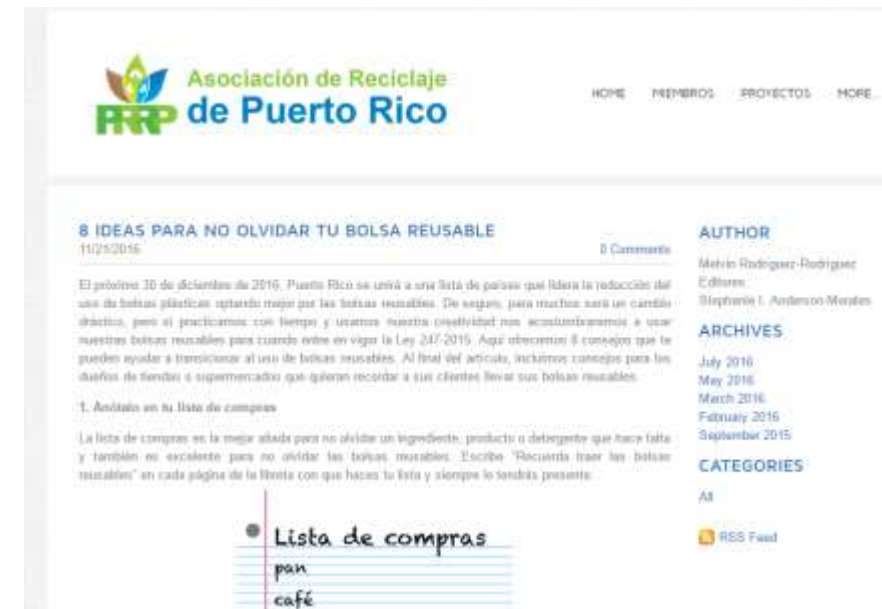 Asociación de Reciclaje
PRRP de Puerto Rico
HOME MIEMBROS PROYECTOS MORE...
8 IDEAS PARA NO OLVIDAR TU BOLSA REUSABLE
11/21/2016
0 Comments
El próximo 30 de diciembre de 2016, Puerto Rico se unirá a una lista de países que lidera la reducción del
uso de bolsas plásticas optando mejor por las bolsas reusables. De seguro, para muchos será un cambio
drástico, pero si practicamos con tiempo y usamos nuestra creatividad nos acostumbraremos a usar
nuestras bolsas reusables para cuando entre en vigor la Ley 247-2015. Aquí ofrecemos 8 consejos que te
pueden ayudar a transicionar al uso de bolsas reusables. Al final del artículo, incluimos consejos para los
dueños de tiendas o supermercados que quieran recordar a sus clientes llevar sus bolsas reusables.
1. Anótalo en tu lista de compras
La lista de compras es la mejor aliada para no olvidar un ingrediente, producto o detergente que hace falta
y también es excelente para no olvidar las bolsas reusables. Escribe "Recuerda traer las bolsas
reusables" en cada página de la libreta con que haces tu lista y siempre lo tendrás presente.
Lista de compras
pan
café
AUTHOR
Melvin Rodríguez-Rodríguez
Editores:
Stephanie I. Anderson-Morales
ARCHIVES
July 2016
May 2016
March 2016
February 2016
September 2015
CATEGORIES
All
RSS Feed